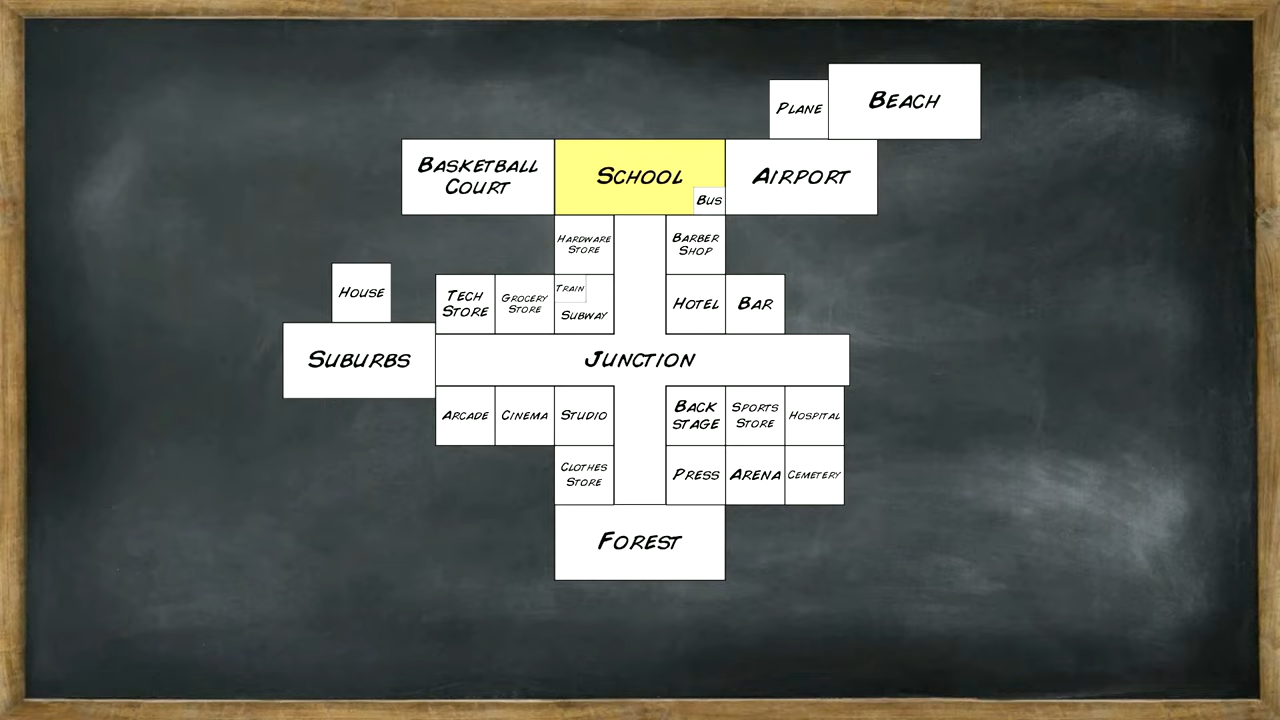 BEACH
PLANE
BASKETBALL
COURT
SCHOOL
AIRPORT
BUS
HARDWARE
STORE
BARBER
SHOP
HOUSE
TECH
STORE
GROCERY
STORE
TRAIN
SUBWAY
HOTEL
BAR
SUBURBS
JUNCTION
ARCADE
CINEMA
STUDIO
BACK
STAGE
SPORTS
STORE
HOSPITAL
CLOTHES
STORE
PRESS
ARENA
CEMETERY
FOREST